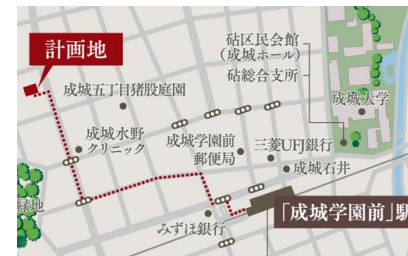 計画地
砧区民会館
(成城ホール)
砧総合支所
成城五丁目猪股庭園
成城大学
成城水野
クリニック
成城学園前
郵便局
三菱UFJ銀行
成城石井
緑地
「成城学園前」駅
みずほ銀行